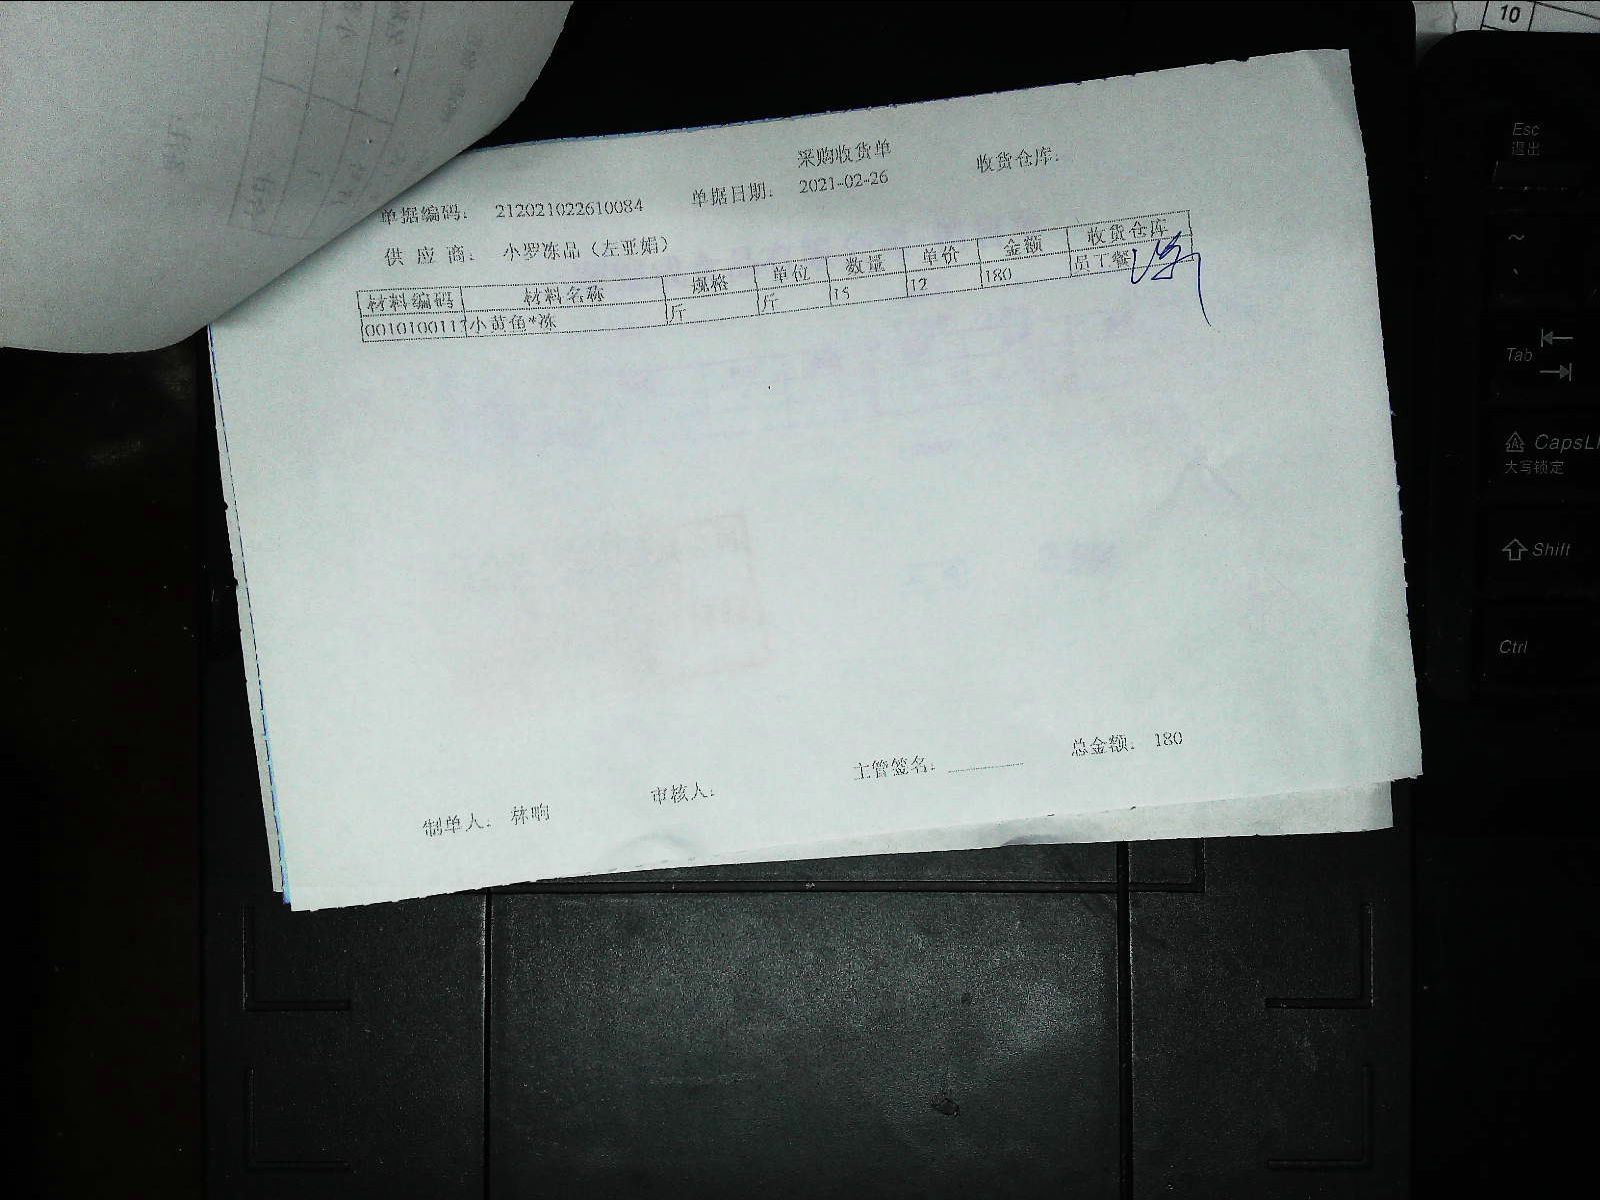 采购收货单
单据编码: 212021022610084 单据日期: 2021-02-26 收货仓库:
供应商: 小罗冻品(左亚娟)
材料编码 材料名称 规格 单位 数量 单价 金额 收货仓库
0010100117 小黄鱼*冻 斤 斤 15 12 180 员工餐
总金额: 180
主管签名:
审核人:
制单人: 林响
10
Esc
退出
~
Tab
CapsL
大写锁定
Shift
Ctrl